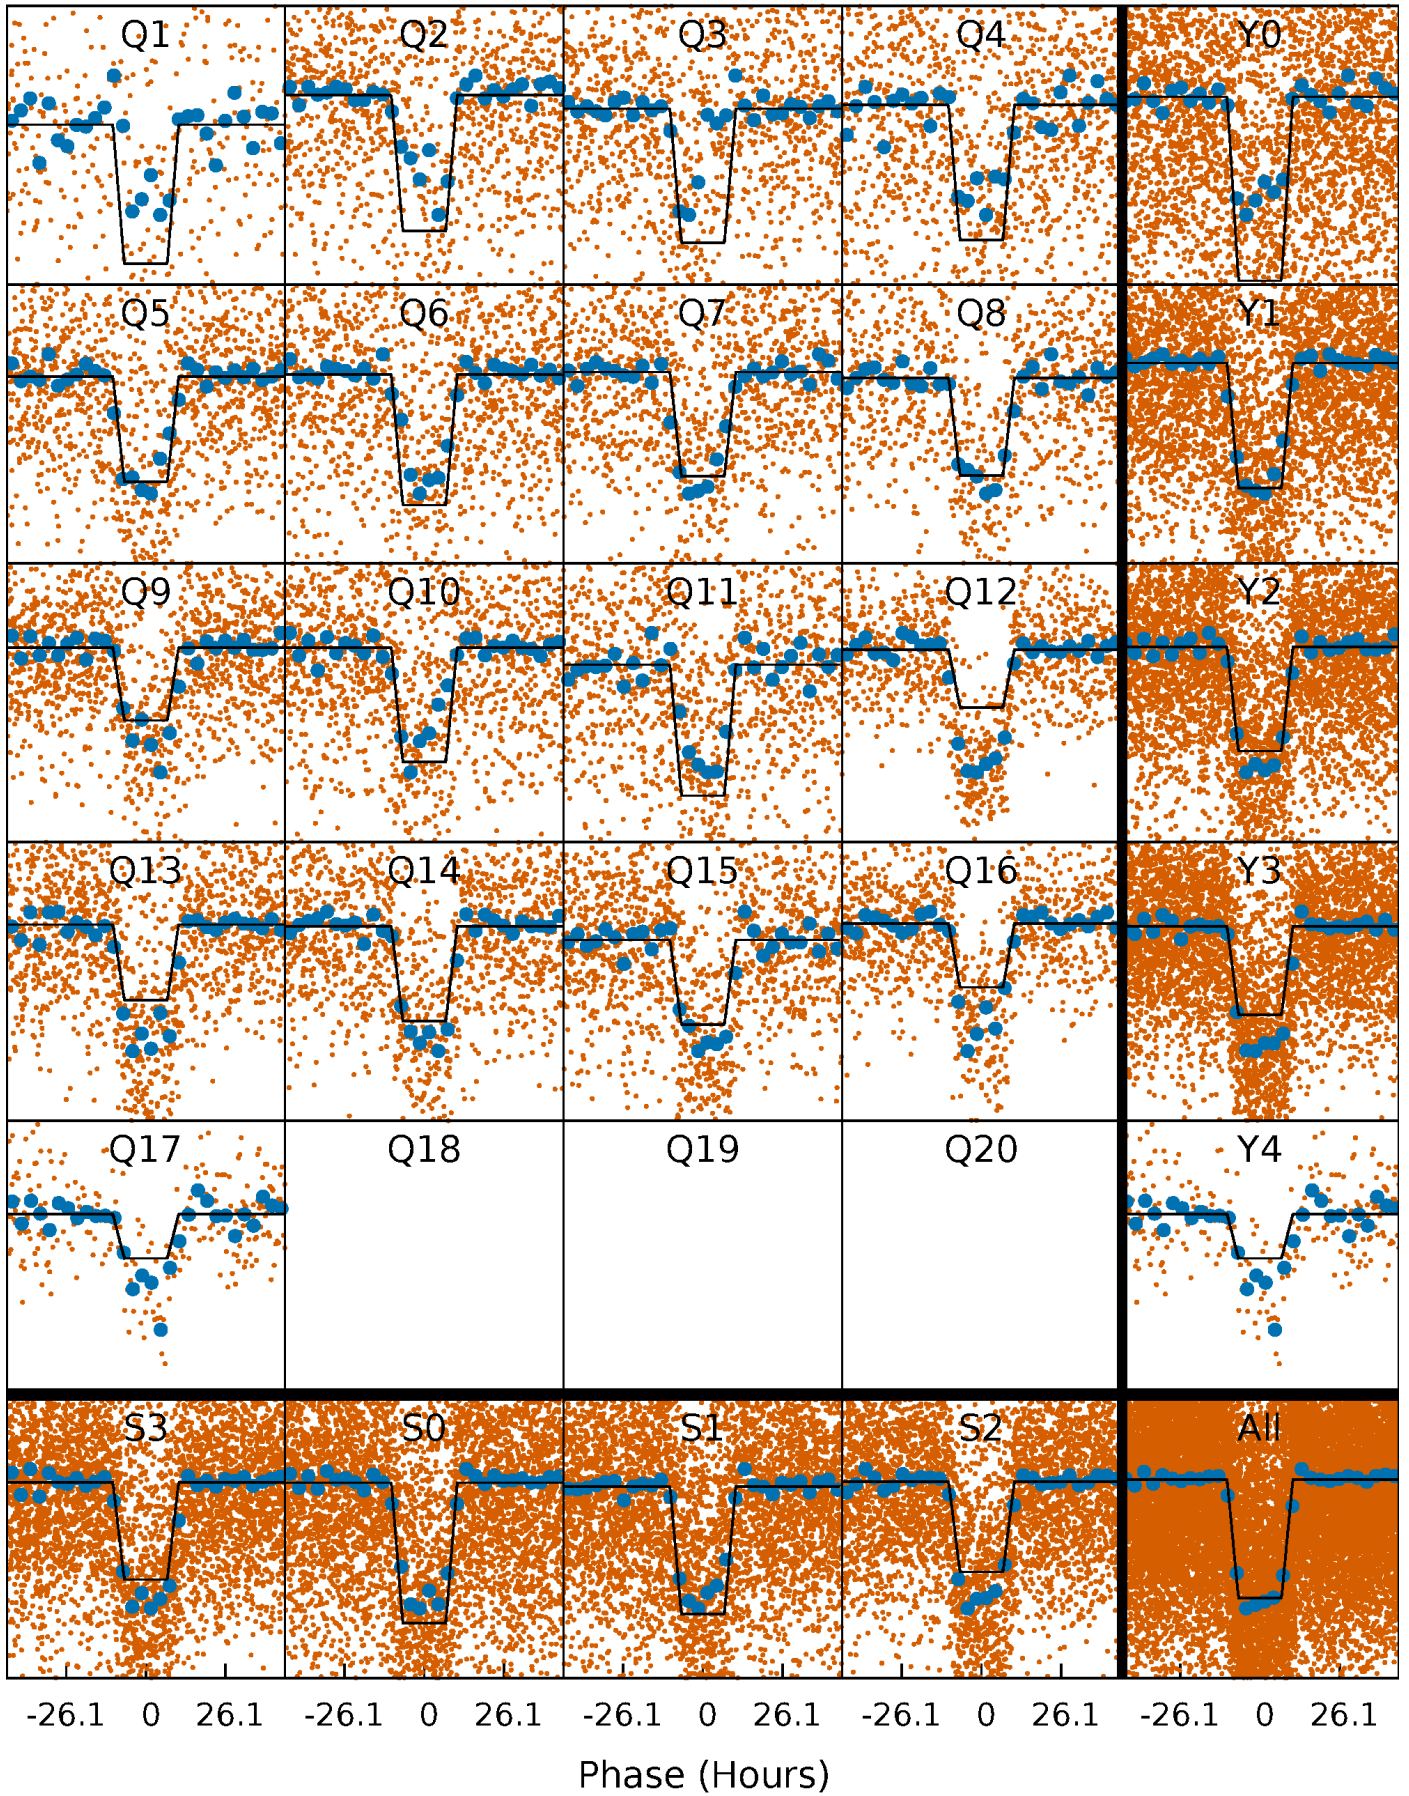 Q1 Q2 Q3 Q4 Y0
Q5 Q6 Q7 Q8 Y1
Q9 Q10 Q11 Q12 Y2
Q13 Q14 Q15 Q16 Y3
Q17 Q18 Q19 Q20 Y4
S3 S0 S1 S2 All
-26.1 0 26.1 -26.1 0 26.1 -26.1 0 26.1 -26.1 0 26.1 -26.1 0 26.1
Phase (Hours)